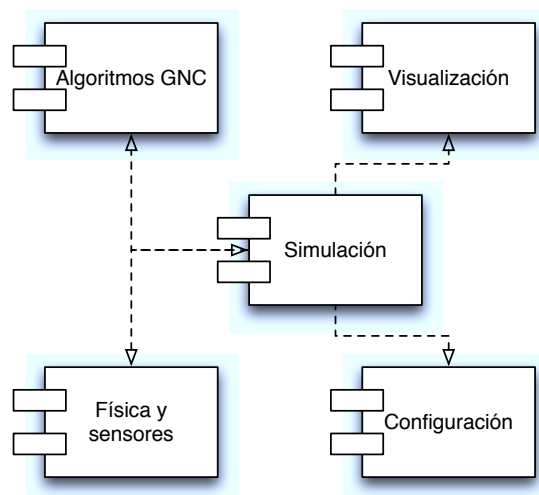 Algoritmos GNC
Visualización
Simulación
Física y
sensores
Configuración